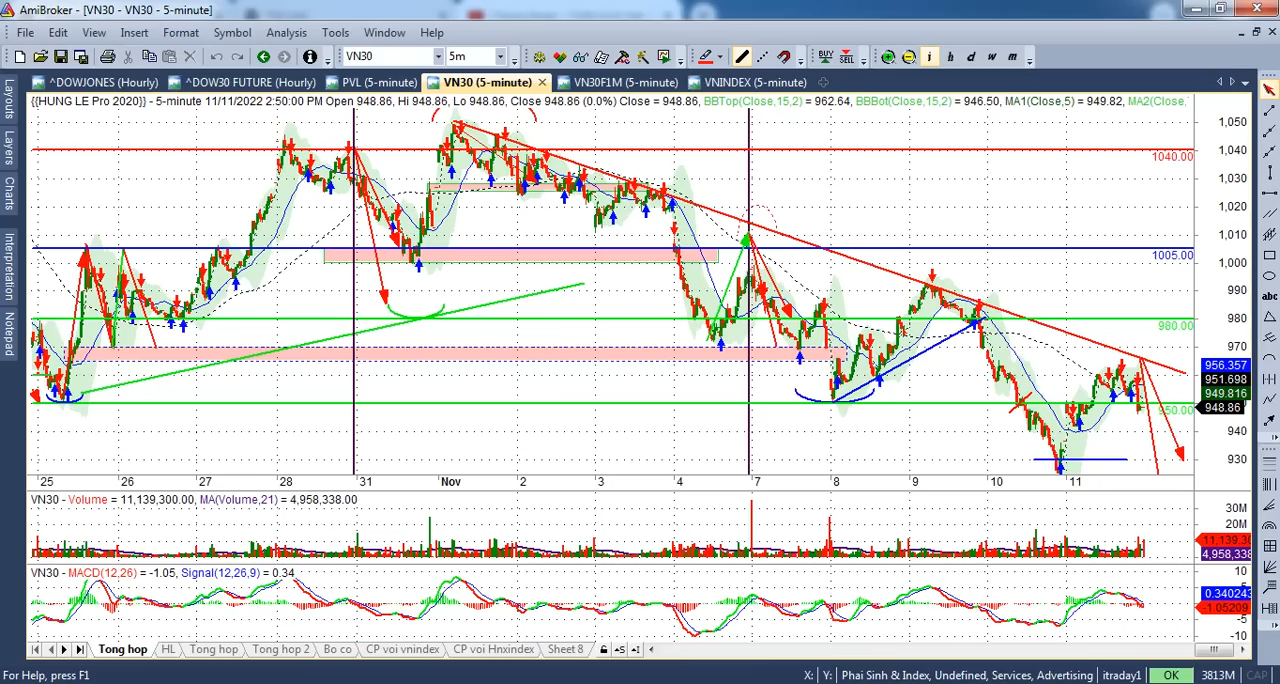 AmiBroker - [VN30 - VN30 - 5-minute]
File Edit View Insert Format Symbol Analysis Tools Window Help
VN30 5m BUY SELL i h d w m
^DOWJONES (Hourly) ^DOW30 FUTURE (Hourly) PVL (5-minute) VN30 (5-minute) VN30F1M (5-minute) VNINDEX (5-minute)
{{HUNG LE Pro 2020}} - 5-minute 11/11/2022 2:50:00 PM Open 948.86, Hi 948.86, Lo 948.86, Close 948.86 (0.0%) Close = 948.86, BBTop(Close,15,2) = 962.64, BBBot(Close,15,2) = 946.50, MA1(Close,5) = 949.82, MA2(Close,
Layouts
Layers
Charts
Interpretation
Notepad
abc
1,050
1,040
1040.00
1,030
1,020
1,010
1005.00
1,000
990
980
980.00
970
956.357
951.698
949.816
948.86
950.00
940
930
25 26 27 28 31 Nov 2 3 4 7 8 9 10 11
VN30 - Volume = 11,139,300.00, MA(Volume,21) = 4,958,338.00
30M
20M
11,139,30
4,958,338
VN30 - MACD(12,26) = -1.05, Signal(12,26,9) = 0.34
10
5
0.340243
-1.05209
-5
-10
Tong hop HL Tong hop Tong hop 2 Bo co CP voi vnindex CP voi Hnxindex Sheet 8
For Help, press F1 X: Y: Phai Sinh & Index, Undefined, Services, Advertising itraday1 OK 3813M CAP